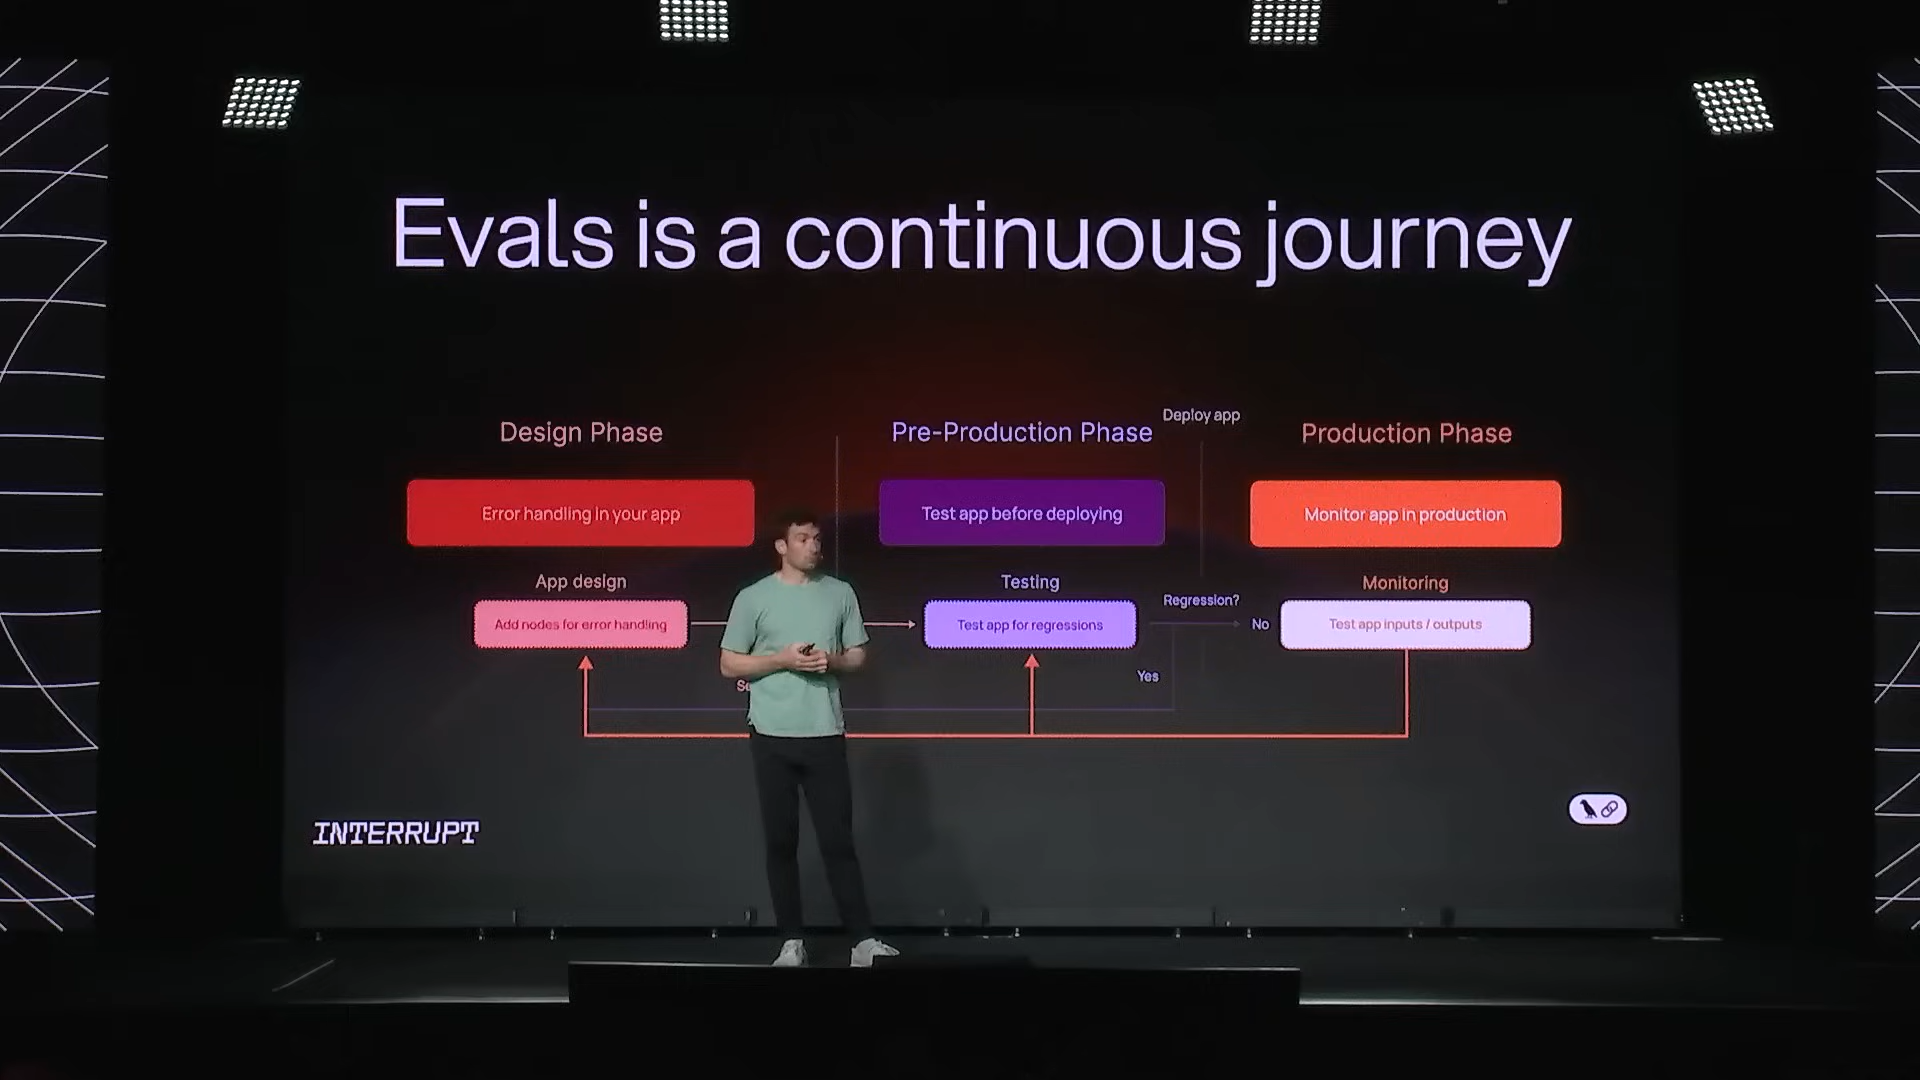 Evals is a continuous journey
Design Phase
Pre-Production Phase
Deploy app
Production Phase
Error handling in your app
Test app before deploying
Monitor app in production
App design
Testing
Monitoring
Add nodes for error handling
Test app for regressions
Regression?
No
Test app inputs / outputs
Yes
INTERRUPT